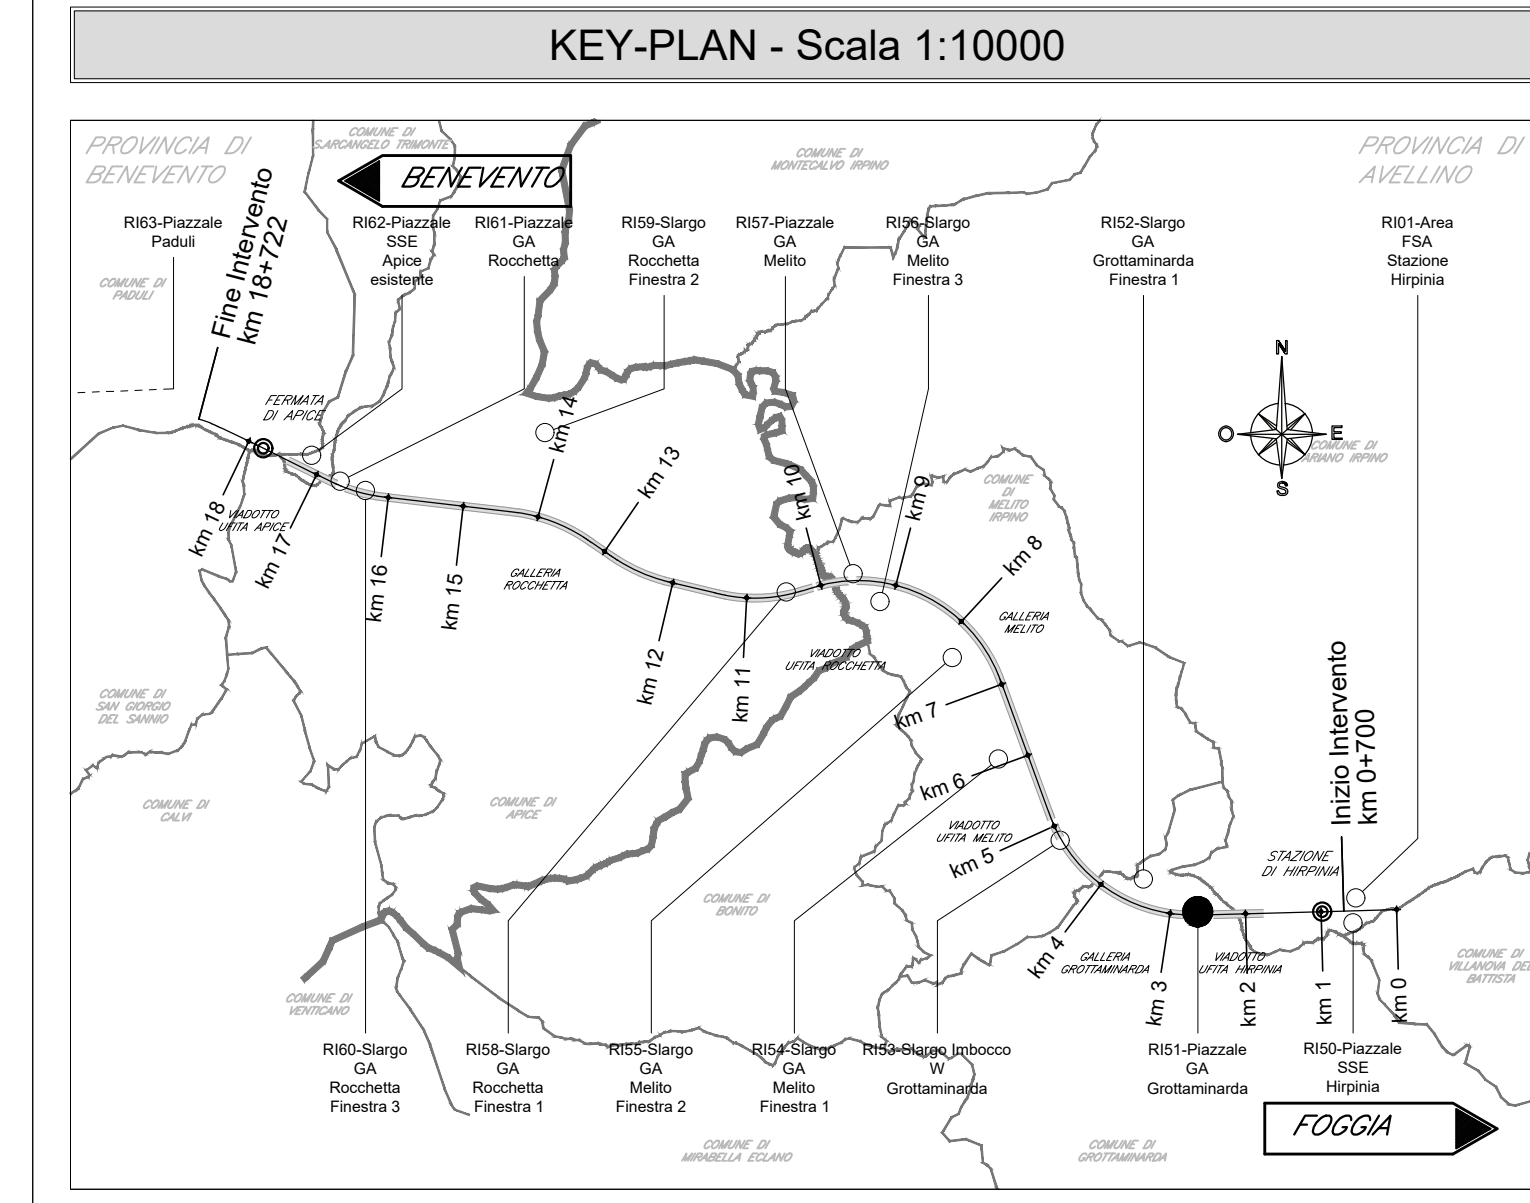 KEY-PLAN - Scala 1:10000
PROVINCIA DI
BENEVENTO
COMUNE DI
S.ARCANGELO TRIMONTE
BENEVENTO
COMUNE DI
MONTECALVO IRPINO
PROVINCIA DI
AVELLINO
RI63-Piazzale
Paduli
Fine Intervento
km 18+722
RI62-Piazzale
SSE
Apice
esistente
RI61-Piazzale
GA
Rocchetta
RI59-Slargo
GA
Rocchetta
Finestra 2
RI57-Piazzale
GA
Melito
RI56-Slargo
GA
Melito
Finestra 3
RI52-Slargo
GA
Grottaminarda
Finestra 1
RI01-Area
FSA
Stazione
Hirpinia
COMUNE DI
PADULI
FERMATA
DI APICE
N
O
E
S
COMUNE DI
ARIANO IRPINO
km 18
VIADOTTO
UFITA APICE
km 17
km 16
km 15
km 14
km 13
GALLERIA
ROCCHETTA
km 12
km 11
km 10
km 9
COMUNE
DI
MELITO
IRPINO
km 8
GALLERIA
MELITO
VIADOTTO
UFITA ROCCHETTA
km 7
km 6
COMUNE DI
SAN GIORGIO
DEL SANNIO
COMUNE DI
CALVI
COMUNE DI
APICE
VIADOTTO
UFITA MELITO
km 5
Inizio Intervento
km 0+700
STAZIONE
DI HIRPINIA
COMUNE DI
BONITO
km 4
GALLERIA
GROTTAMINARDA
km 3
VIADOTTO
UFITA HIRPINIA
km 2
km 1
km 0
COMUNE DI
VILLANOVA DEL
BATTISTA
COMUNE DI
VENTICANO
RI60-Slargo
GA
Rocchetta
Finestra 3
RI58-Slargo
GA
Rocchetta
Finestra 1
RI55-Slargo
GA
Melito
Finestra 2
RI54-Slargo
GA
Melito
Finestra 1
RI53-Slargo Imbocco
W
Grottaminarda
RI51-Piazzale
GA
Grottaminarda
RI50-Piazzale
SSE
Hirpinia
FOGGIA
COMUNE DI
MIRABELLA ECLANO
COMUNE DI
GROTTAMINARDA